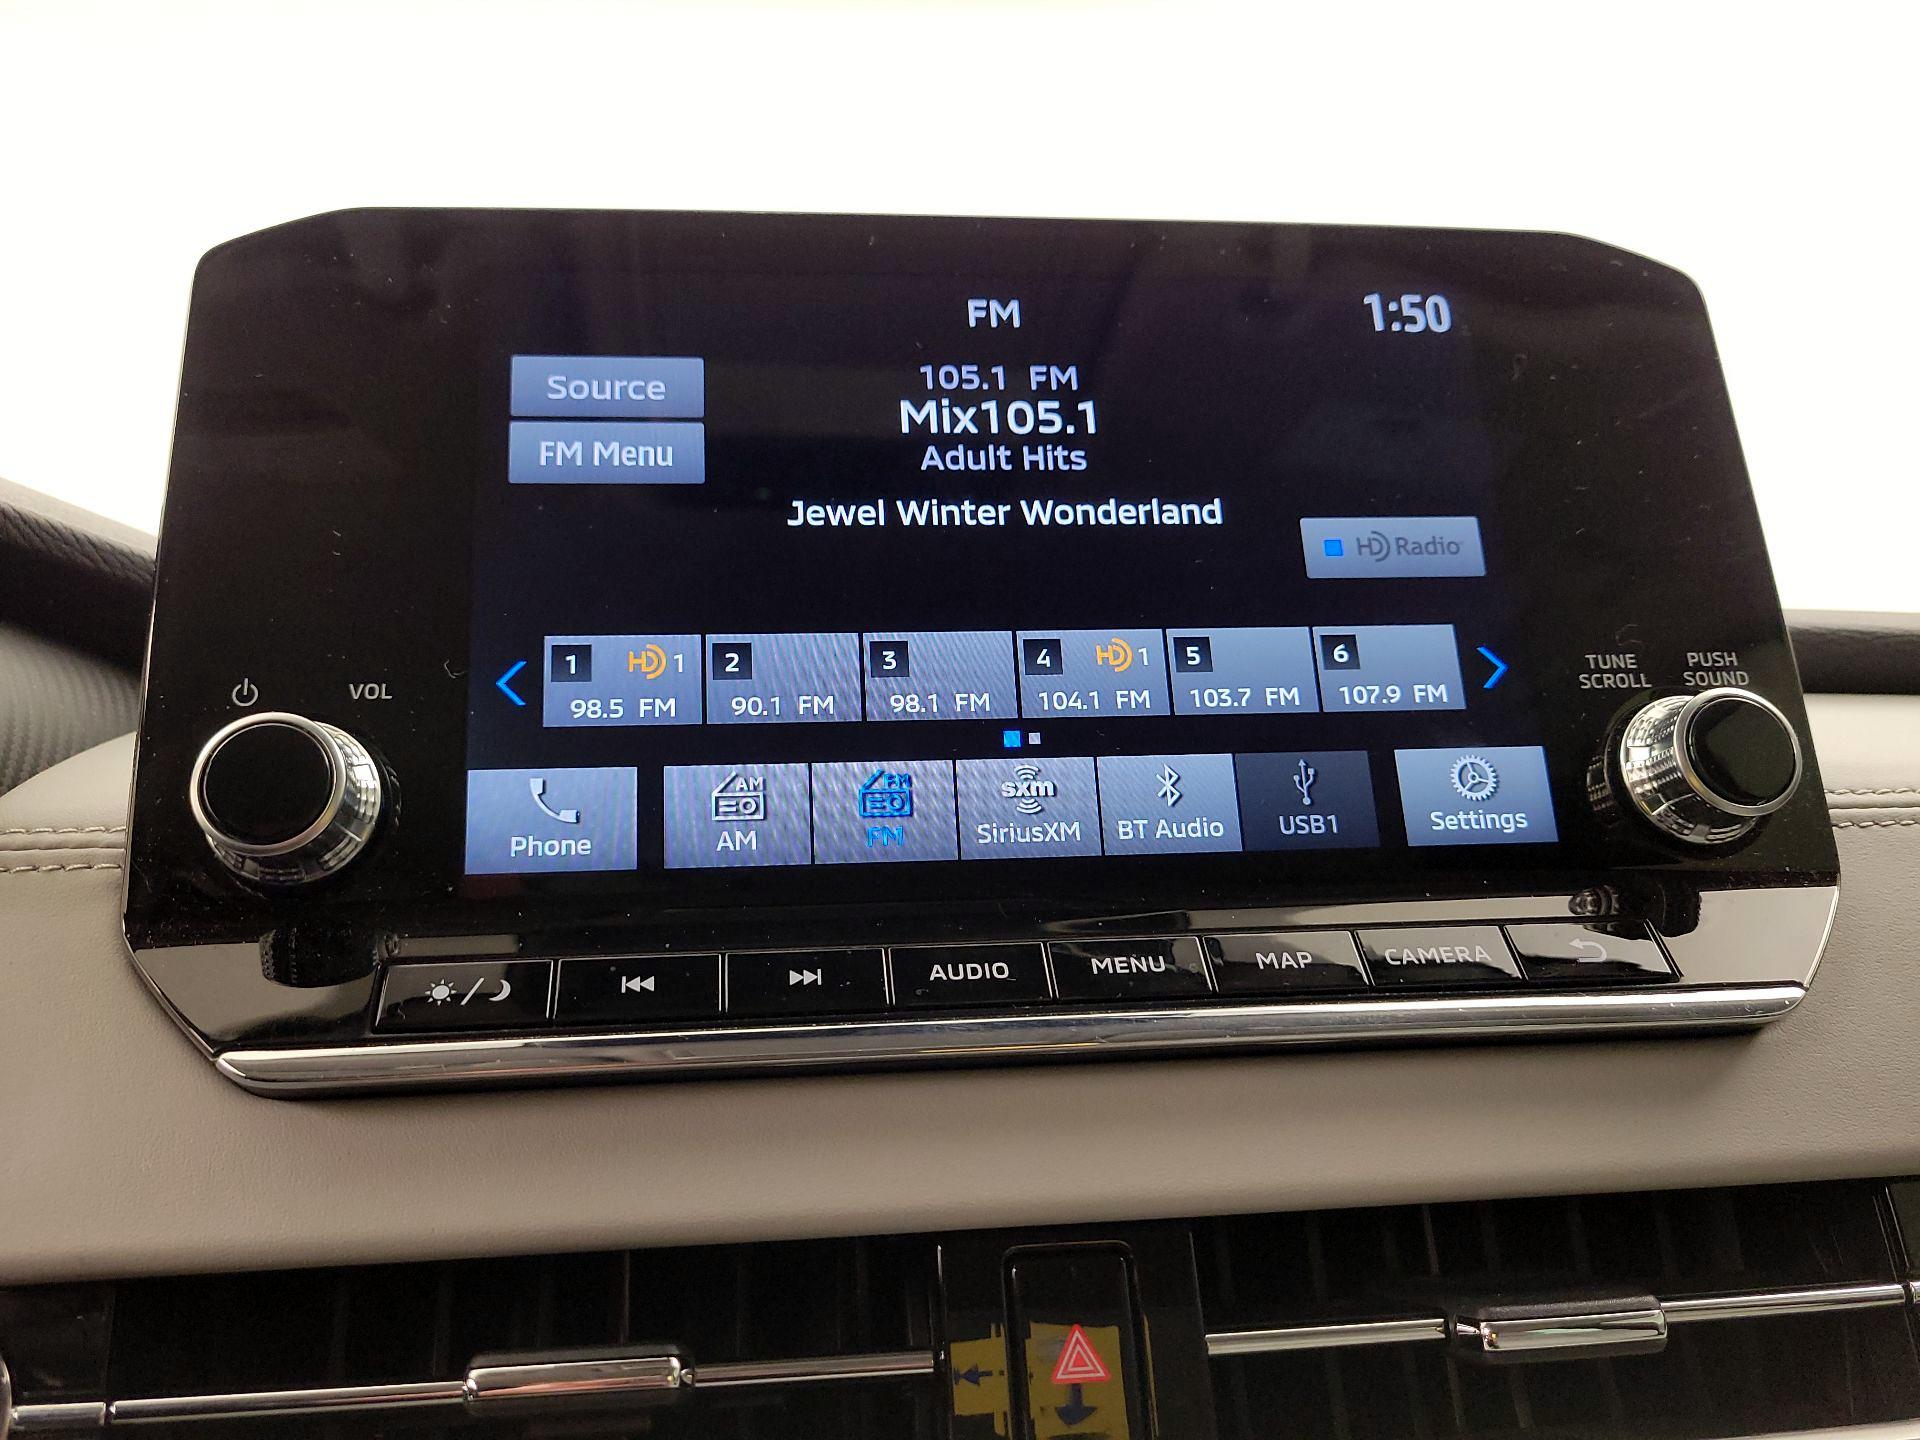 FM
1:50
Source
FM Menu
105.1 FM
Mix105.1
Adult Hits
Jewel Winter Wonderland
HD Radio
1 HD 1
98.5 FM
2
90.1 FM
3
98.1 FM
4 HD 1
104.1 FM
5
103.7 FM
6
107.9 FM
VOL
TUNE
SCROLL
PUSH
SOUND
Phone
AM
AM
FM
FM
sxm
SiriusXM
BT Audio
USB1
Settings
AUDIO
MENU
MAP
CAMERA